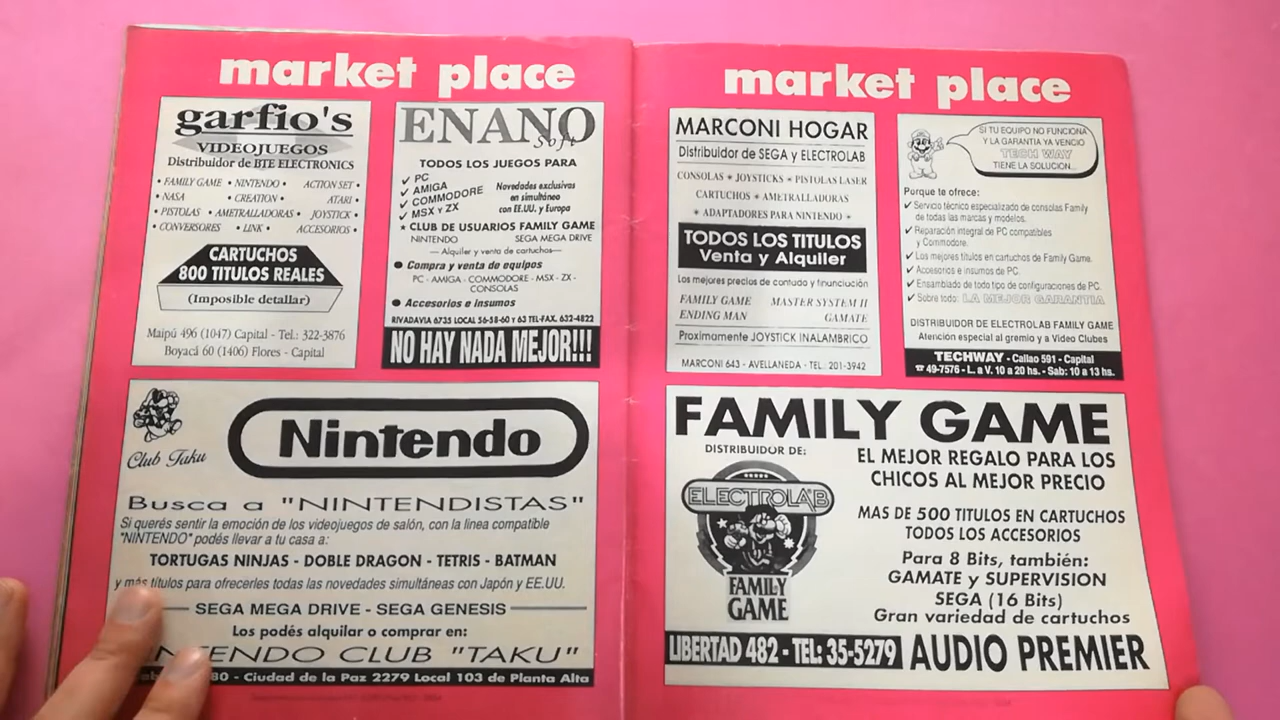 market place
garfio's
VIDEOJUEGOS
Distribuidor de BTE ELECTRONICS
• FAMILY GAME • NINTENDO • ACTION SET •
• NASA • CREATION • ATARI •
• PISTOLAS • AMETRALLADORAS • JOYSTICK •
• CONVERSORES • LINK • ACCESORIOS •
CARTUCHOS
800 TITULOS REALES
(Imposible detallar)
Maipú 496 (1047) Capital - Tel.: 322-3876
Boyacá 60 (1406) Flores - Capital
ENANO
Soft
TODOS LOS JUEGOS PARA
✓ PC
✓ AMIGA
✓ COMMODORE
✓ MSX y ZX
Novedades exclusivas
en simultáneo
con EE.UU. y Europa
★ CLUB DE USUARIOS FAMILY GAME
NINTENDO SEGA MEGA DRIVE
— Alquiler y venta de cartuchos —
● Compra y venta de equipos
PC - AMIGA - COMMODORE - MSX - ZX -
CONSOLAS
● Accesorios e insumos
RIVADAVIA 6735 LOCAL 56-58-60 Y 63 TEL-FAX. 632-4822
NO HAY NADA MEJOR!!!
Club Taku
Nintendo
Busca a "NINTENDISTAS"
Si querés sentir la emoción de los videojuegos de salón, con la linea compatible
"NINTENDO" podés llevar a tu casa a:
TORTUGAS NINJAS - DOBLE DRAGON - TETRIS - BATMAN
y más títulos para ofrecerles todas las novedades simultáneas con Japón y EE.UU.
SEGA MEGA DRIVE - SEGA GENESIS
Los podés alquilar o comprar en:
NTENDO CLUB "TAKU"
80 - Ciudad de la Paz 2279 Local 103 de Planta Alta
market place
MARCONI HOGAR
Distribuidor de SEGA y ELECTROLAB
CONSOLAS * JOYSTICKS * PISTOLAS LASER
CARTUCHOS * AMETRALLADORAS
* ADAPTADORES PARA NINTENDO *
TODOS LOS TITULOS
Venta y Alquiler
Los mejores precios de contado y financiación
FAMILY GAME MASTER SYSTEM II
ENDING MAN GAMATE
Proximamente JOYSTICK INALAMBRICO
MARCONI 643 - AVELLANEDA - TEL. 201-3942
SI TU EQUIPO NO FUNCIONA
Y LA GARANTIA YA VENCIO
TECH WAY
TIENE LA SOLUCION...
Porque te ofrece:
✓ Servicio técnico especializado de consolas Family
de todas las marcas y modelos.
✓ Reparación integral de PC compatibles
y Commodore.
✓ Los mejores títulos en cartuchos de Family Game.
✓ Accesorios e insumos de PC.
✓ Ensamblado de todo tipo de configuraciones de PC.
✓ Sobre todo: LA MEJOR GARANTIA
DISTRIBUIDOR DE ELECTROLAB FAMILY GAME
Atención especial al gremio y a Video Clubes
TECHWAY - Callao 591 - Capital
☎ 49-7576 - L. a V. 10 a 20 hs. - Sab: 10 a 13 hs.
FAMILY GAME
DISTRIBUIDOR DE:
ELECTROLAB
FAMILY
GAME
EL MEJOR REGALO PARA LOS
CHICOS AL MEJOR PRECIO
MAS DE 500 TITULOS EN CARTUCHOS
TODOS LOS ACCESORIOS
Para 8 Bits, también:
GAMATE y SUPERVISION
SEGA (16 Bits)
Gran variedad de cartuchos
LIBERTAD 482 - TEL: 35-5279 AUDIO PREMIER